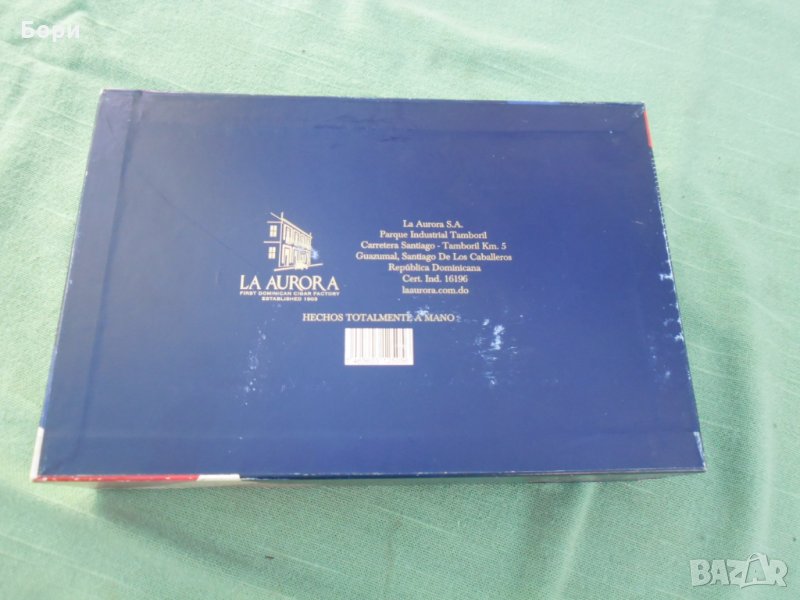 Бори
LA AURORA
FIRST DOMINICAN CIGAR FACTORY
ESTABLISHED 1903
La Aurora S.A.
Parque Industrial Tamboril
Carretera Santiago - Tamboril Km. 5
Guazumal, Santiago De Los Caballeros
República Dominicana
Cert. Ind. 16196
laaurora.com.do
HECHOS TOTALMENTE A MANO
BAZAR